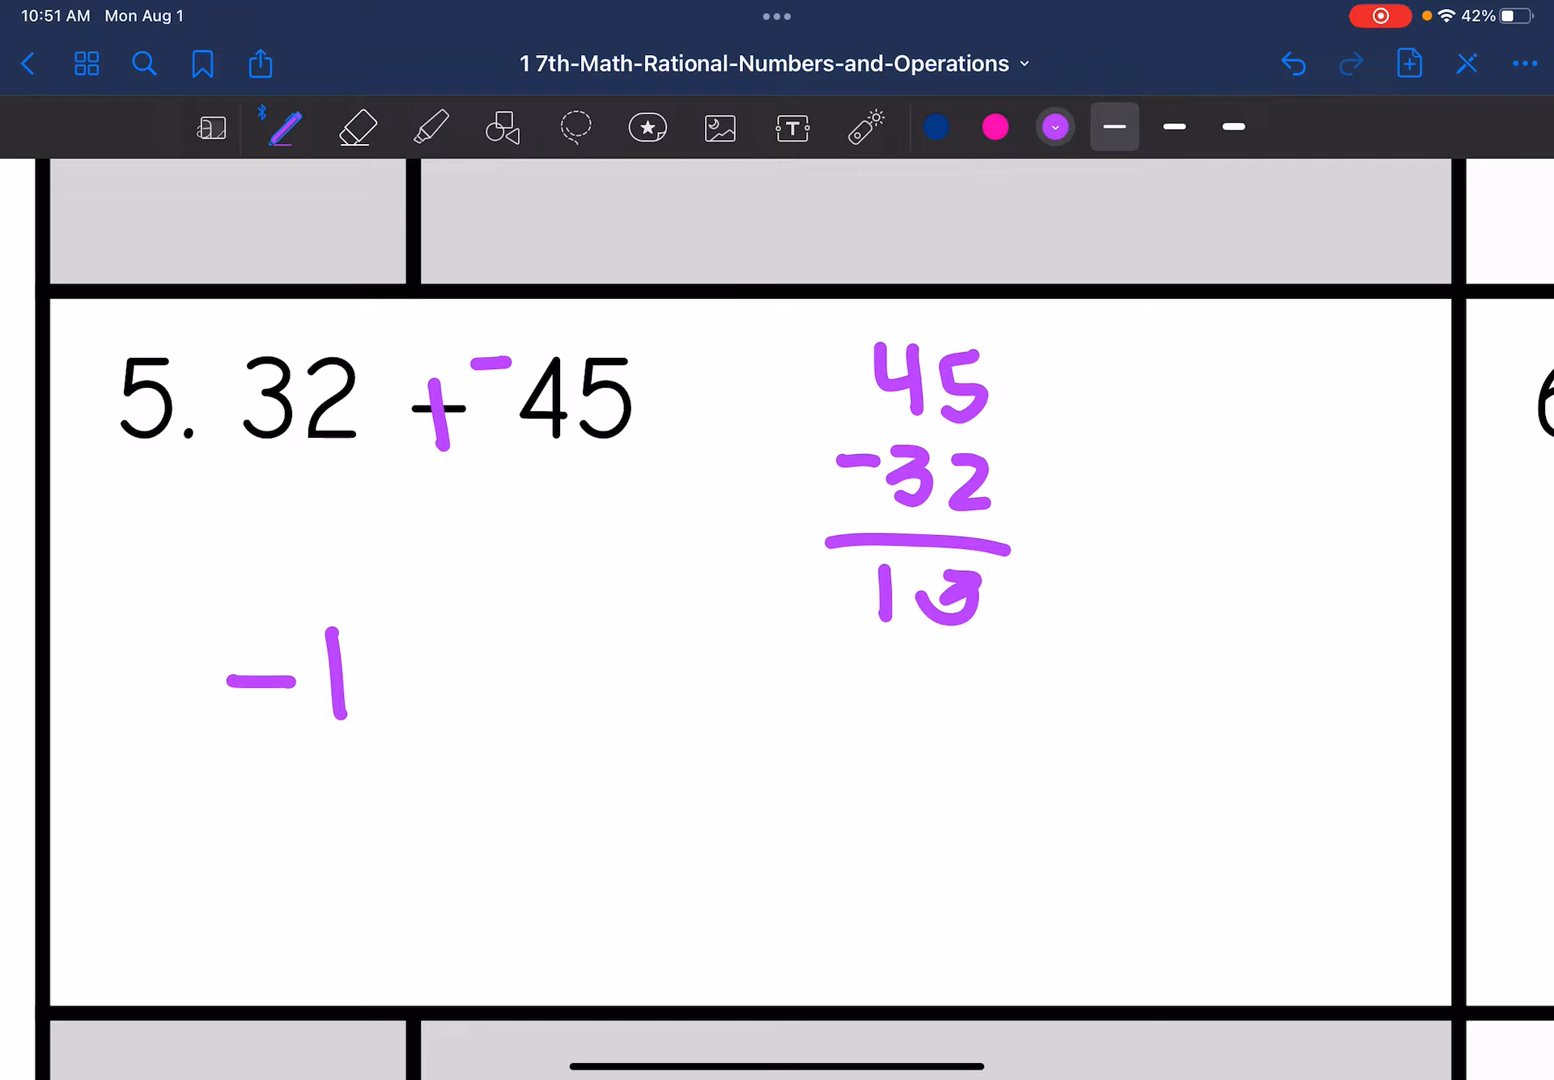 10:51 AM Mon Aug 1
42%
1 7th-Math-Rational-Numbers-and-Operations
T
5. 32 + -45
45
-32
13
-1